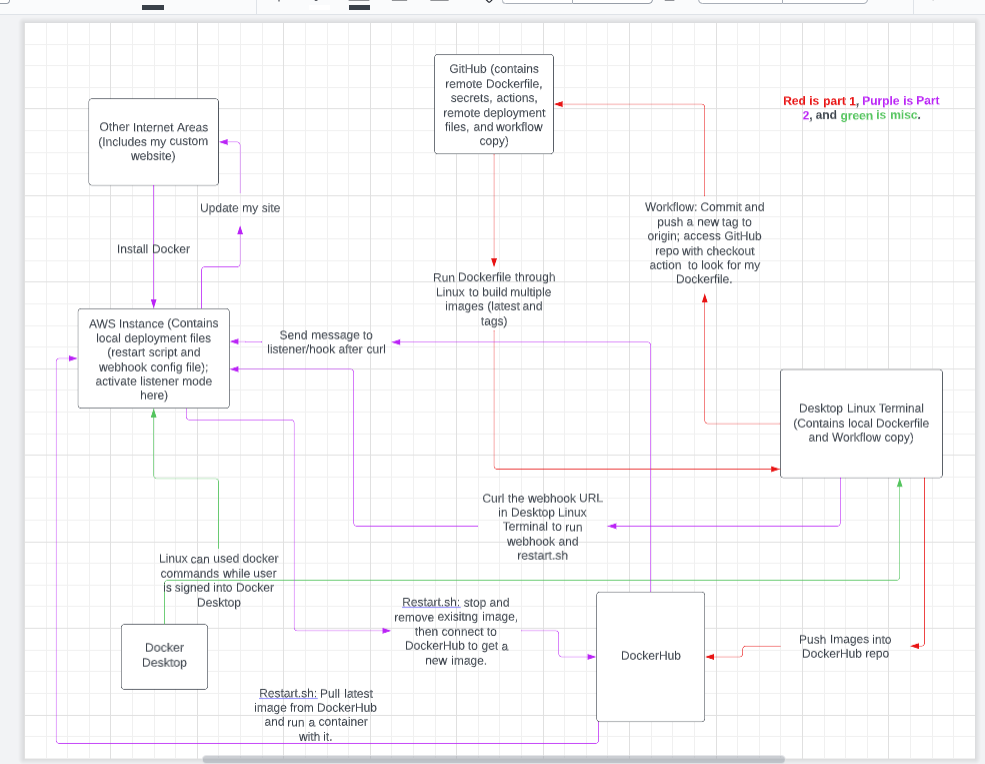 GitHub (contains
remote Dockerfile,
secrets, actions,
remote deployment
files, and workflow
copy)
Red is part 1, Purple is Part
2, and green is misc.
Other Internet Areas
(Includes my custom
website)
Update my site
Install Docker
Workflow: Commit and
push a new tag to
origin; access GitHub
repo with checkout
action to look for my
Dockerfile.
Run Dockerfile through
Linux to build multiple
images (latest and
tags)
AWS Instance (Contains
local deployment files
(restart script and
webhook config file);
activate listener mode
here)
Send message to
listener/hook after curl
Desktop Linux Terminal
(Contains local Dockerfile
and Workflow copy)
Curl the webhook URL
in Desktop Linux
Terminal to run
webhook and
restart.sh
Linux can used docker
commands while user
is signed into Docker
Desktop
Restart.sh: stop and
remove exisitng image,
then connect to
DockerHub to get a
new image.
Docker
Desktop
DockerHub
Push Images into
DockerHub repo
Restart.sh: Pull latest
image from DockerHub
and run a container
with it.